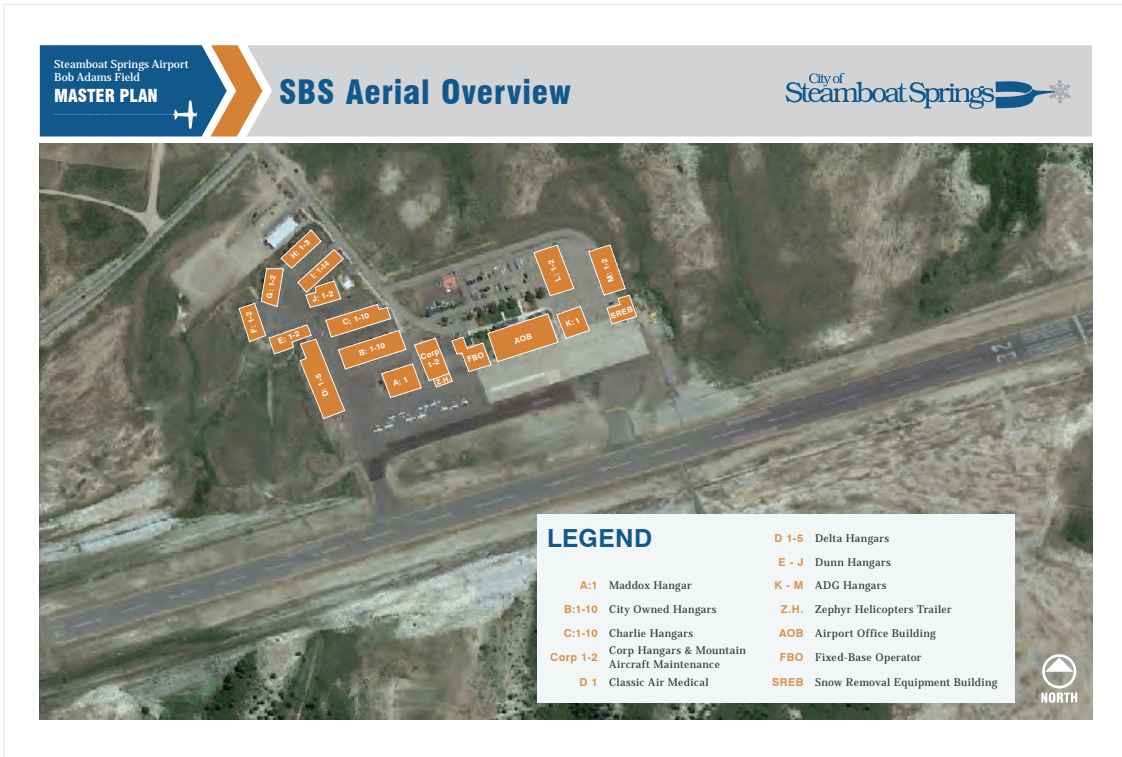 Steamboat Springs Airport
Bob Adams Field
MASTER PLAN
SBS Aerial Overview
City of
Steamboat Springs
H: 1-3
I: 1-14
G: 1-2
J: 1-2
F: 1-2
C: 1-10
E: 1-2
B: 1-10
D: 1-5
A: 1
Corp
1-2
Z.H.
FBO
AOB
K: 1
L: 1-2
M: 1-2
SREB
32
LEGEND
A:1 Maddox Hangar
B:1-10 City Owned Hangars
C:1-10 Charlie Hangars
Corp 1-2 Corp Hangars & Mountain
Aircraft Maintenance
D 1 Classic Air Medical
D 1-5 Delta Hangars
E - J Dunn Hangars
K - M ADG Hangars
Z.H. Zephyr Helicopters Trailer
AOB Airport Office Building
FBO Fixed-Base Operator
SREB Snow Removal Equipment Building
NORTH